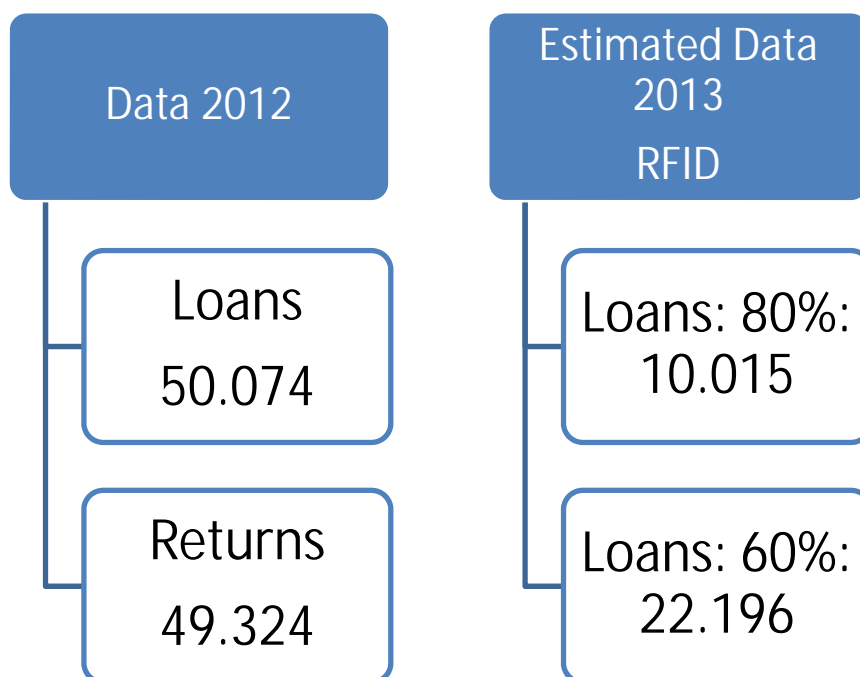 Data 2012
Loans
50.074
Returns
49.324
Estimated Data
2013
RFID
Loans: 80%:
10.015
Loans: 60%:
22.196